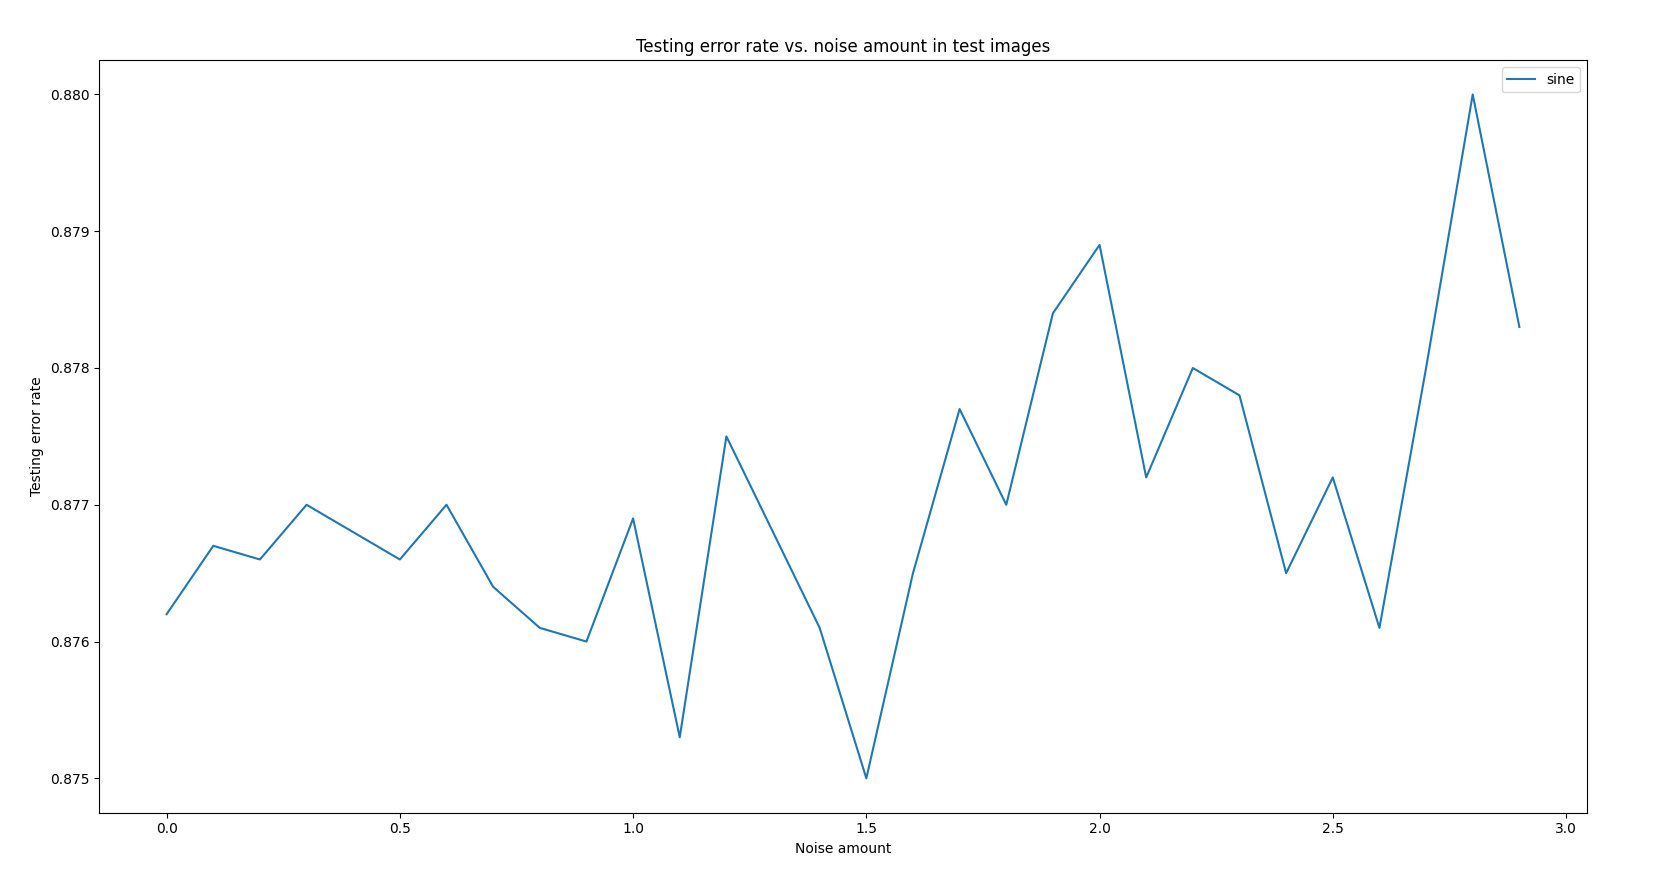 Testing error rate vs. noise amount in test images
sine
0.880
0.879
0.878
0.877
0.876
0.875
Testing error rate
0.0 0.5 1.0 1.5 2.0 2.5 3.0
Noise amount